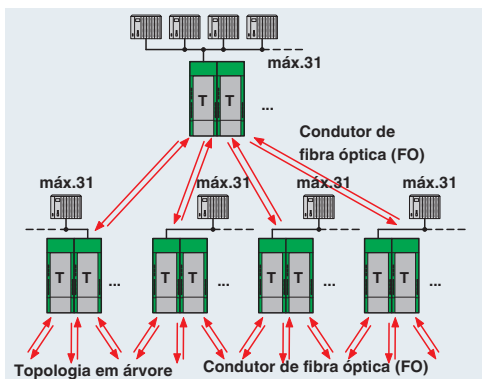 máx.31
T T
...
Condutor de
fibra óptica (FO)
máx.31 máx.31 máx.31 máx.31
T T ... T T ... T T ... T T ...
Topologia em árvore Condutor de fibra óptica (FO)